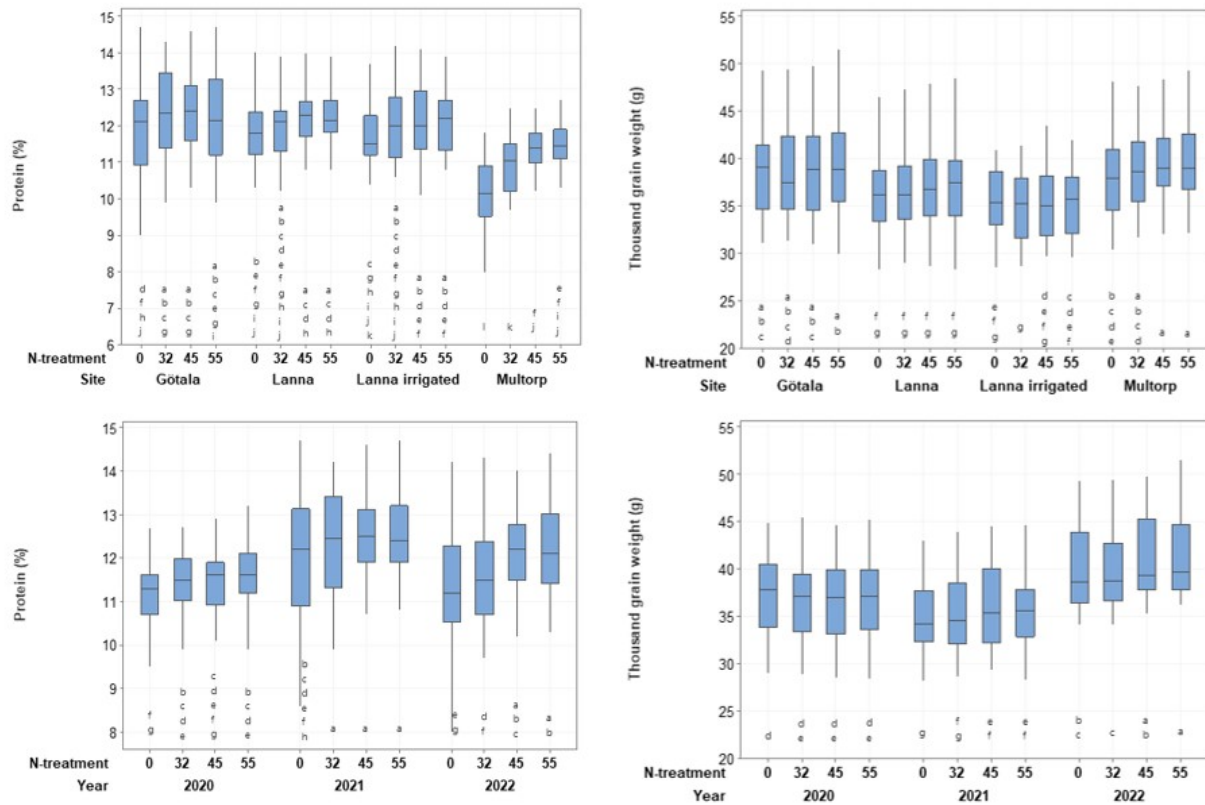 Protein (%)
15
14
13
12
11
10
9
8
7
6
d f h j
a b c g
a b c g
a b c e g i
b e f g i j
a b c d e f g h i j
a c d h
a c d h
c g h i j k
a b c d e f g h i j
a b d e f
a b d e f
l
k
f j
e f i j
N-treatment 0 32 45 55 0 32 45 55 0 32 45 55 0 32 45 55
Site Götala Lanna Lanna irrigated Multorp
Thousand grain weight (g)
55
50
45
40
35
30
25
20
a b c
a b c d
a b c
a b
f g
f g
f g
f g
e f g
g
d e f g
c d e f
b c d e
a b c d
a
a
N-treatment 0 32 45 55 0 32 45 55 0 32 45 55 0 32 45 55
Site Götala Lanna Lanna irrigated Multorp
Protein (%)
15
14
13
12
11
10
9
8
f g
b c d e
c d e f g
b c d e
b c d e f h
a
a
a
e g
d f
a b c
a b
N-treatment 0 32 45 55 0 32 45 55 0 32 45 55
Year 2020 2021 2022
Thousand grain weight (g)
55
50
45
40
35
30
25
20
d
d e
d e
d e
g
f g
e f
e f
b c
c
a b
a
N-treatment 0 32 45 55 0 32 45 55 0 32 45 55
Year 2020 2021 2022